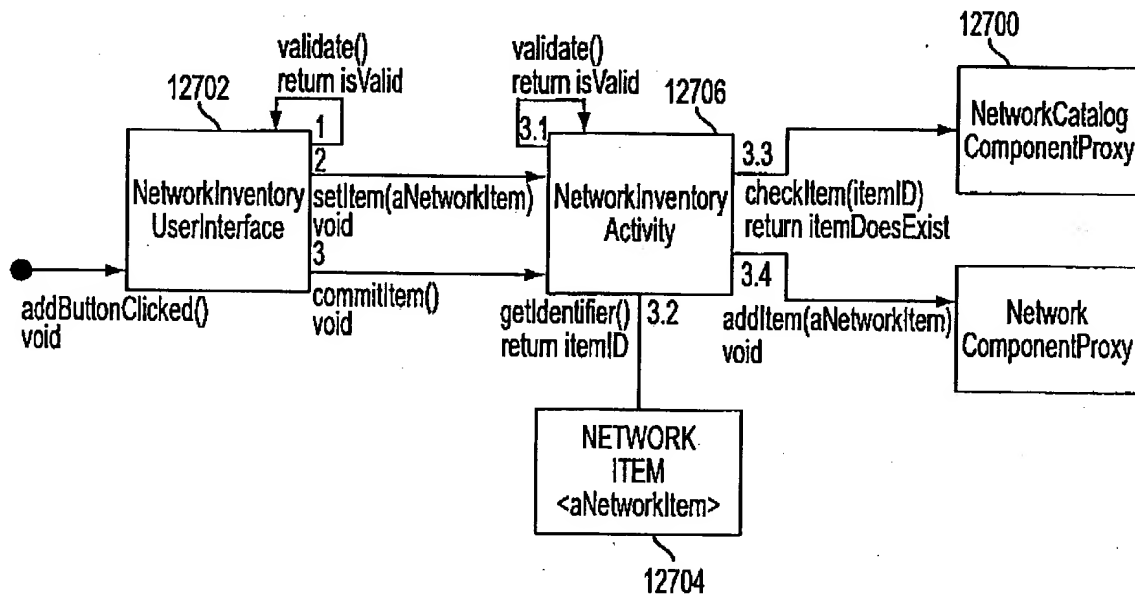 validate()
return isValid
12702
1
2
NetworkInventory
UserInterface
setItem(aNetworkItem)
void
3
commitItem()
void
addButtonClicked()
void
validate()
return isValid
12706
3.1
NetworkInventory
Activity
3.3
checkItem(itemID)
return itemDoesExist
3.4
addItem(aNetworkItem)
void
getIdentifier()
return itemID
3.2
12700
NetworkCatalog
ComponentProxy
Network
ComponentProxy
NETWORK
ITEM
<aNetworkItem>
12704